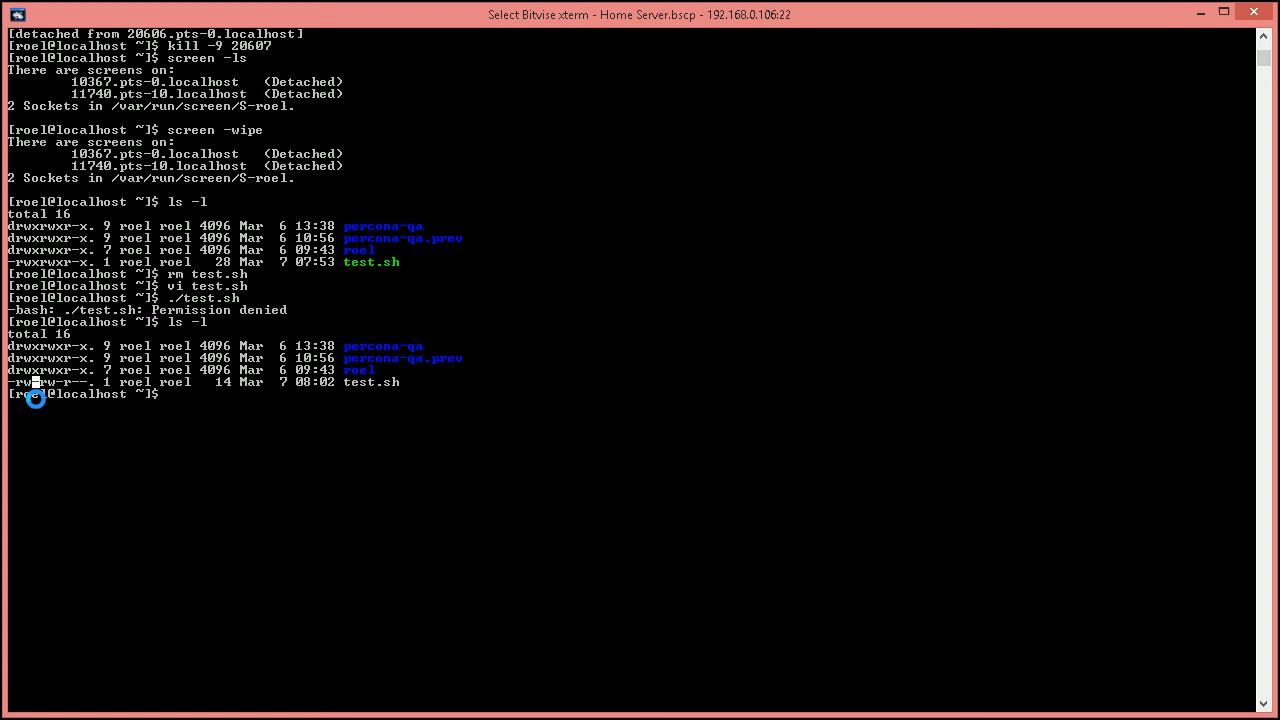 Select Bitvise xterm - Home Server.bscp - 192.168.0.106:22
[detached from 20606.pts-0.localhost]
[roel@localhost ~]$ kill -9 20607
[roel@localhost ~]$ screen -ls
There are screens on:
        10367.pts-0.localhost   (Detached)
        11740.pts-10.localhost  (Detached)
2 Sockets in /var/run/screen/S-roel.
[roel@localhost ~]$ screen -wipe
There are screens on:
        10367.pts-0.localhost   (Detached)
        11740.pts-10.localhost  (Detached)
2 Sockets in /var/run/screen/S-roel.
[roel@localhost ~]$ ls -l
total 16
drwxrwxr-x. 9 roel roel 4096 Mar  6 13:38 percona-qa
drwxrwxr-x. 9 roel roel 4096 Mar  6 10:56 percona-qa.prev
drwxrwxr-x. 7 roel roel 4096 Mar  6 09:43 roel
-rwxrwxr-x. 1 roel roel   28 Mar  7 07:53 test.sh
[roel@localhost ~]$ rm test.sh
[roel@localhost ~]$ vi test.sh
[roel@localhost ~]$ ./test.sh
-bash: ./test.sh: Permission denied
[roel@localhost ~]$ ls -l
total 16
drwxrwxr-x. 9 roel roel 4096 Mar  6 13:38 percona-qa
drwxrwxr-x. 9 roel roel 4096 Mar  6 10:56 percona-qa.prev
drwxrwxr-x. 7 roel roel 4096 Mar  6 09:43 roel
-rw-rw-r--. 1 roel roel   14 Mar  7 08:02 test.sh
[roel@localhost ~]$